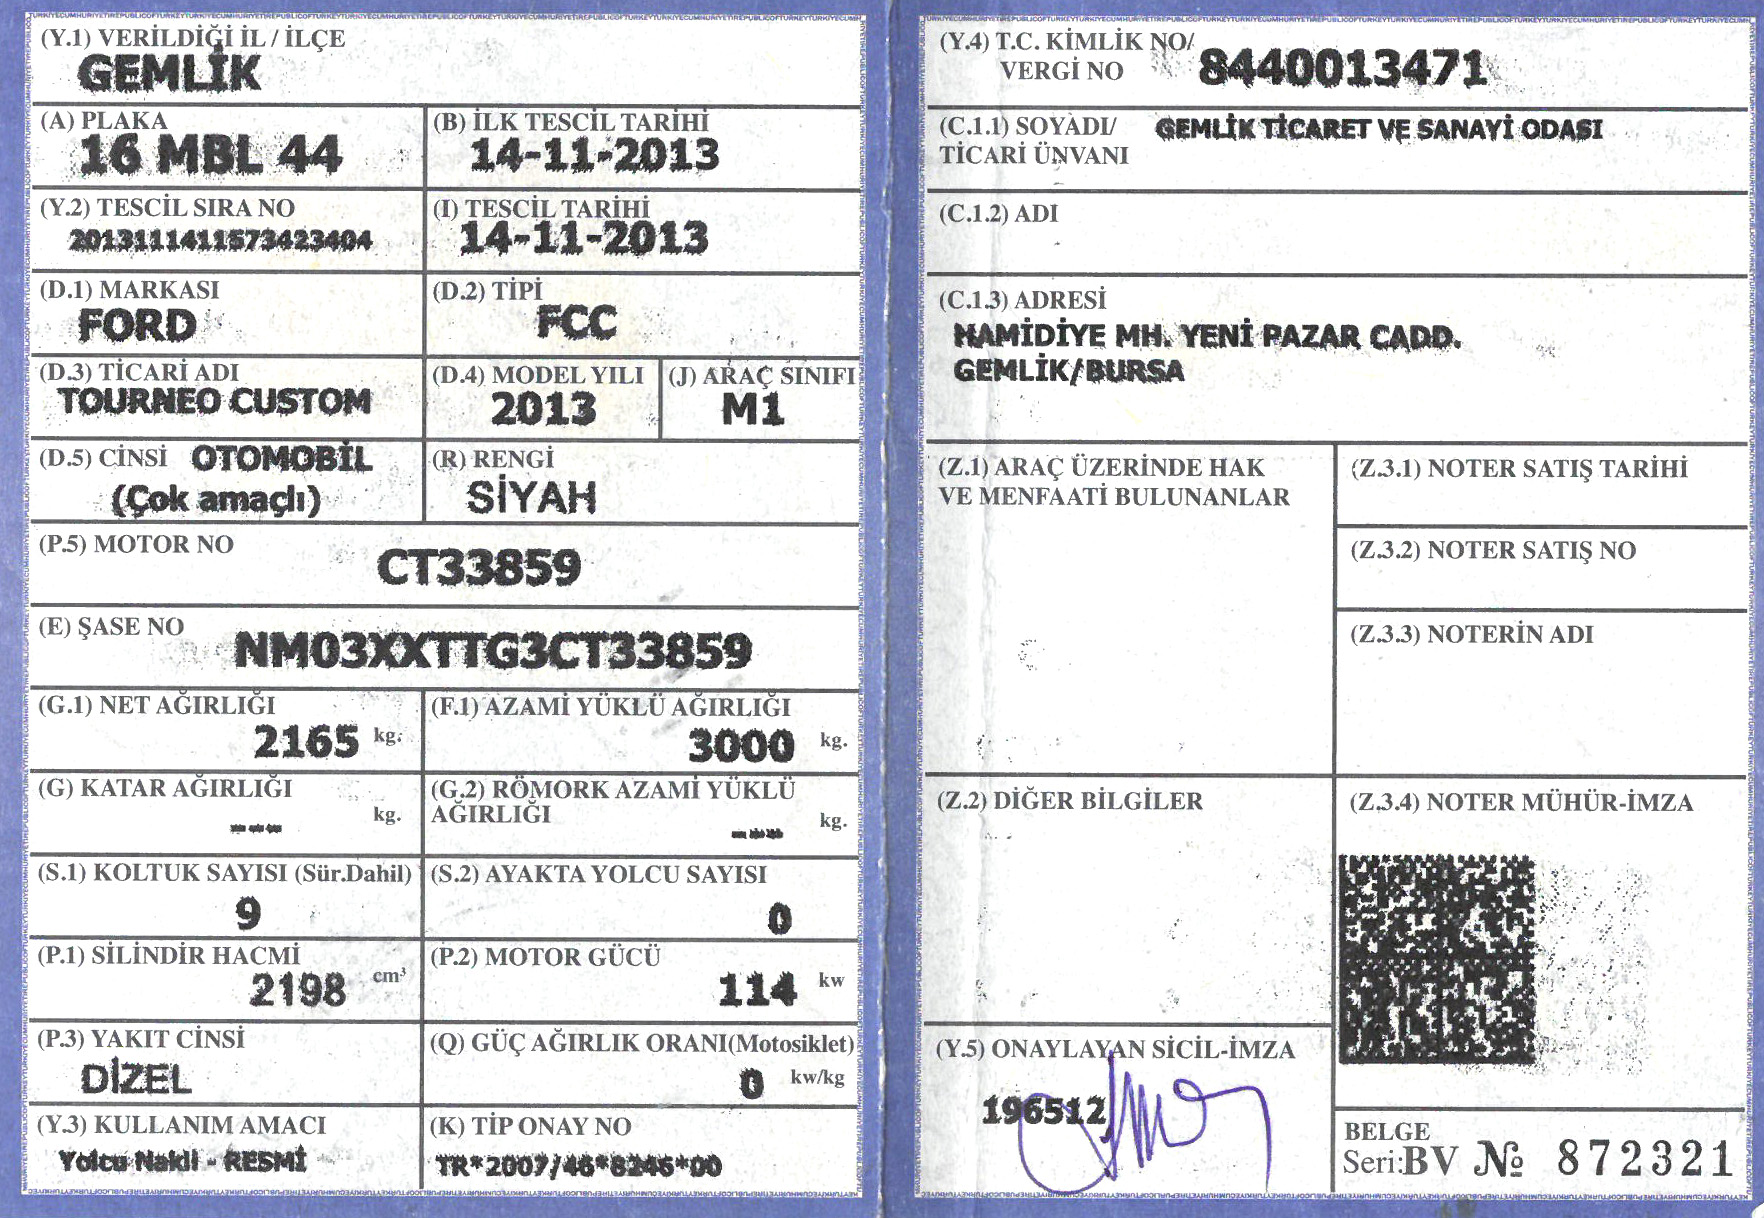 (Y.1) VERİLDİĞİ İL / İLÇE
GEMLİK
(A) PLAKA
16 MBL 44
(B) İLK TESCİL TARİHİ
14-11-2013
(Y.2) TESCİL SIRA NO
2013111411573423404
(I) TESCİL TARİHİ
14-11-2013
(D.1) MARKASI
FORD
(D.2) TİPİ
FCC
(D.3) TİCARİ ADI
TOURNEO CUSTOM
(D.4) MODEL YILI
2013
(J) ARAÇ SINIFI
M1
(D.5) CİNSİ OTOMOBİL
(Çok amaçlı)
(R) RENGİ
SİYAH
(P.5) MOTOR NO
CT33859
(E) ŞASE NO
NM03XXTTG3CT33859
(G.1) NET AĞIRLIĞI
2165 kg.
(F.1) AZAMİ YÜKLÜ AĞIRLIĞI
3000 kg.
(G) KATAR AĞIRLIĞI
--- kg.
(G.2) RÖMORK AZAMİ YÜKLÜ
AĞIRLIĞI
--- kg.
(S.1) KOLTUK SAYISI (Sür.Dahil)
9
(S.2) AYAKTA YOLCU SAYISI
0
(P.1) SİLİNDİR HACMİ
2198 cm³
(P.2) MOTOR GÜCÜ
114 kw
(P.3) YAKIT CİNSİ
DİZEL
(Q) GÜÇ AĞIRLIK ORANI(Motosiklet)
0 kw/kg
(Y.3) KULLANIM AMACI
Yolcu Nakli - RESMİ
(K) TİP ONAY NO
TR*2007/46*8246*00
(Y.4) T.C. KİMLİK NO/
VERGİ NO
8440013471
(C.1.1) SOYADI/
TİCARİ ÜNVANI
GEMLİK TİCARET VE SANAYİ ODASI
(C.1.2) ADI
(C.1.3) ADRESİ
HAMİDİYE MH. YENİ PAZAR CADD.
GEMLİK/BURSA
(Z.1) ARAÇ ÜZERİNDE HAK
VE MENFAATİ BULUNANLAR
(Z.3.1) NOTER SATIŞ TARİHİ
(Z.3.2) NOTER SATIŞ NO
(Z.3.3) NOTERİN ADI
(Z.2) DİĞER BİLGİLER
(Z.3.4) NOTER MÜHÜR-İMZA
(Y.5) ONAYLAYAN SİCİL-İMZA
196512
BELGE
Seri:BV № 872321